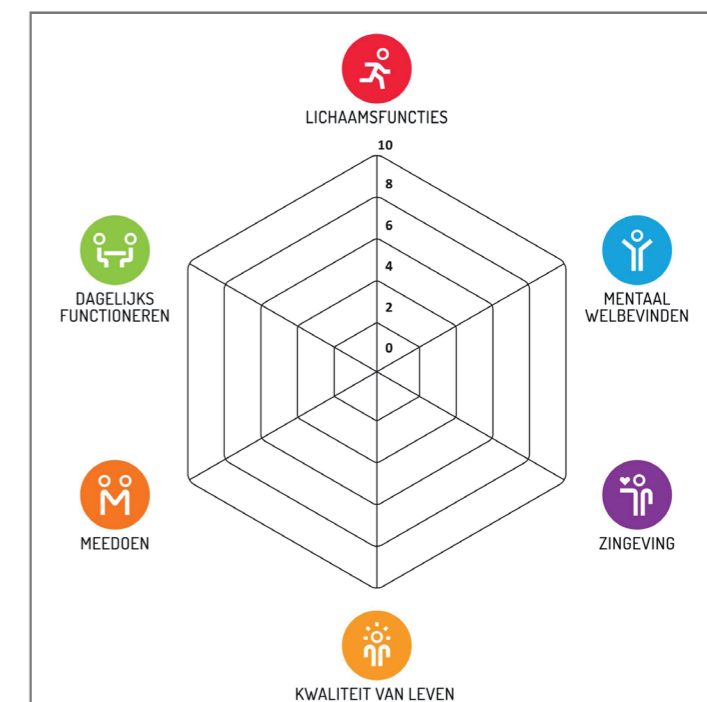 LICHAAMSFUNCTIES
10
8
6
4
2
0
DAGELIJKS
FUNCTIONEREN
MENTAAL
WELBEVINDEN
MEEDOEN
ZINGEVING
KWALITEIT VAN LEVEN